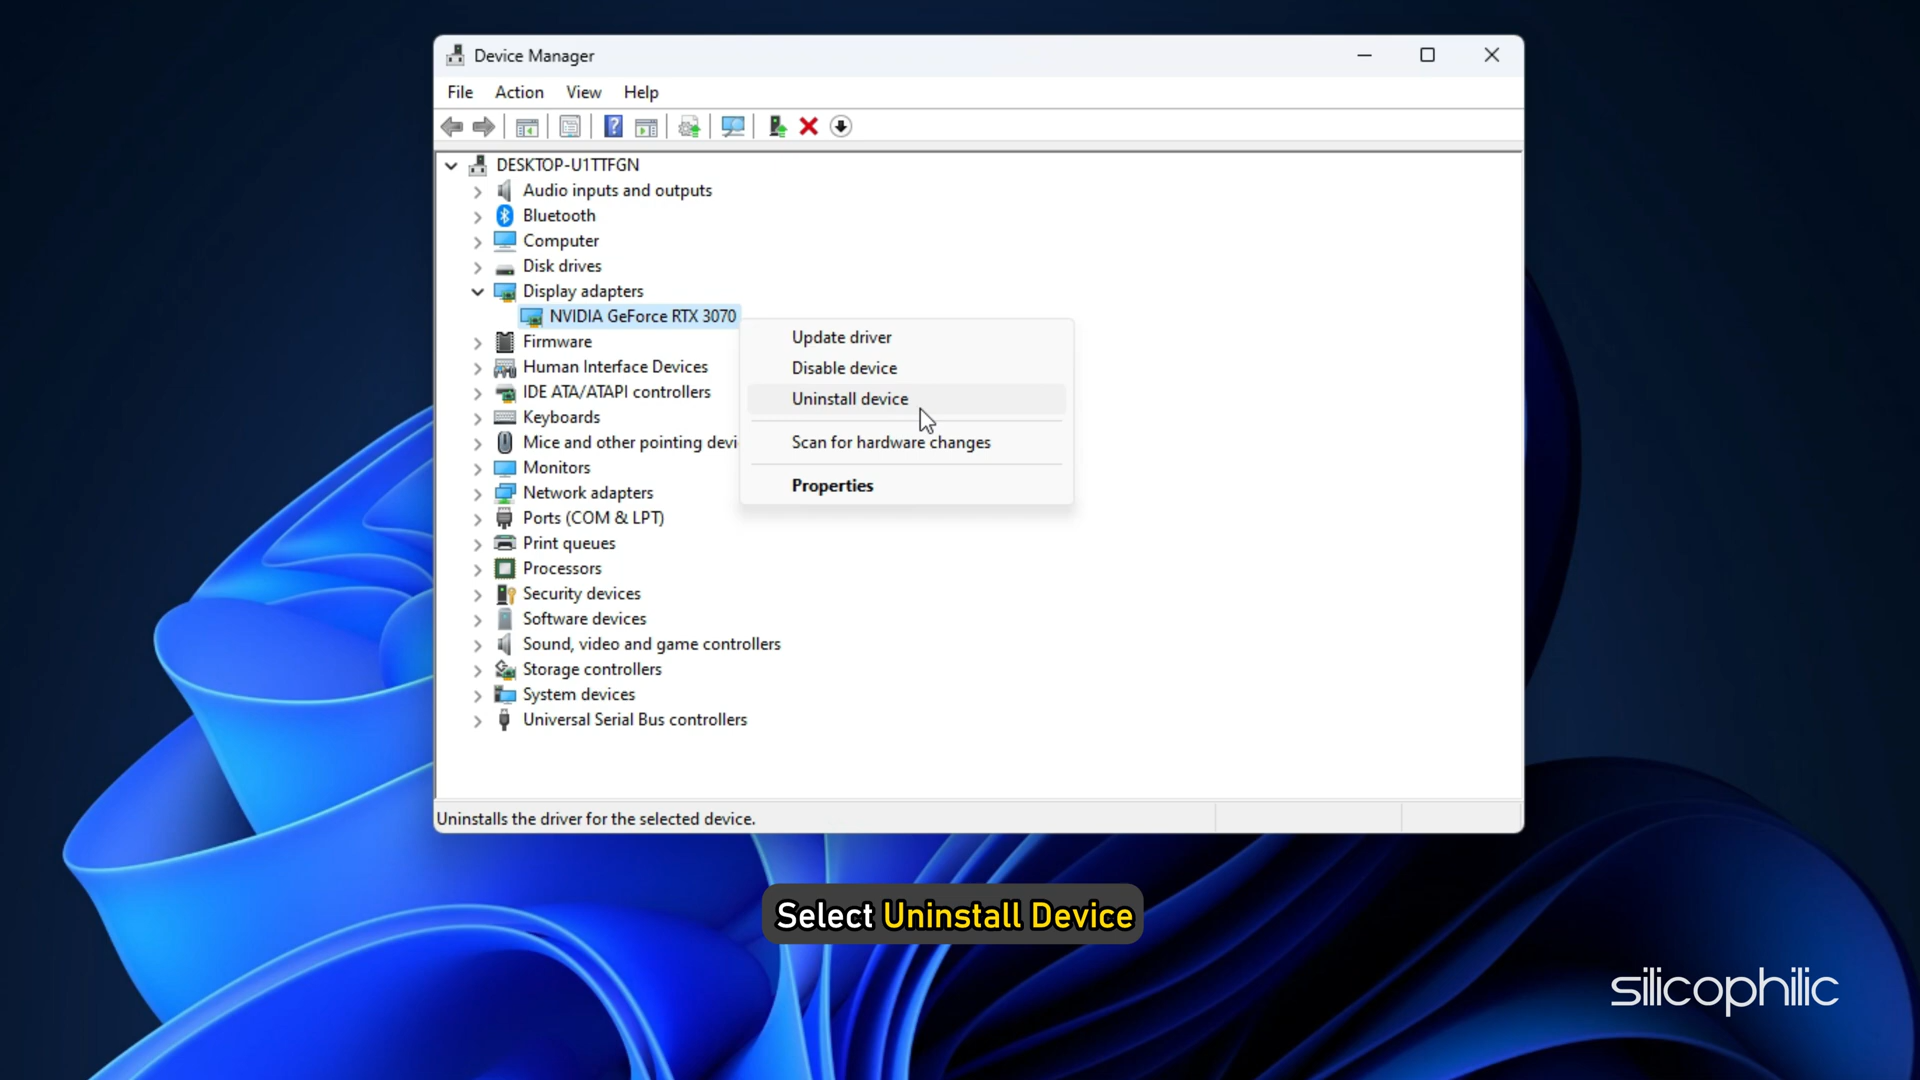 Device Manager
File Action View Help
DESKTOP-U1TTFGN
Audio inputs and outputs
Bluetooth
Computer
Disk drives
Display adapters
NVIDIA GeForce RTX 3070
Firmware
Human Interface Devices
IDE ATA/ATAPI controllers
Keyboards
Mice and other pointing devi
Monitors
Network adapters
Ports (COM & LPT)
Print queues
Processors
Security devices
Software devices
Sound, video and game controllers
Storage controllers
System devices
Universal Serial Bus controllers
Update driver
Disable device
Uninstall device
Scan for hardware changes
Properties
Uninstalls the driver for the selected device.
Select Uninstall Device
silicophilic